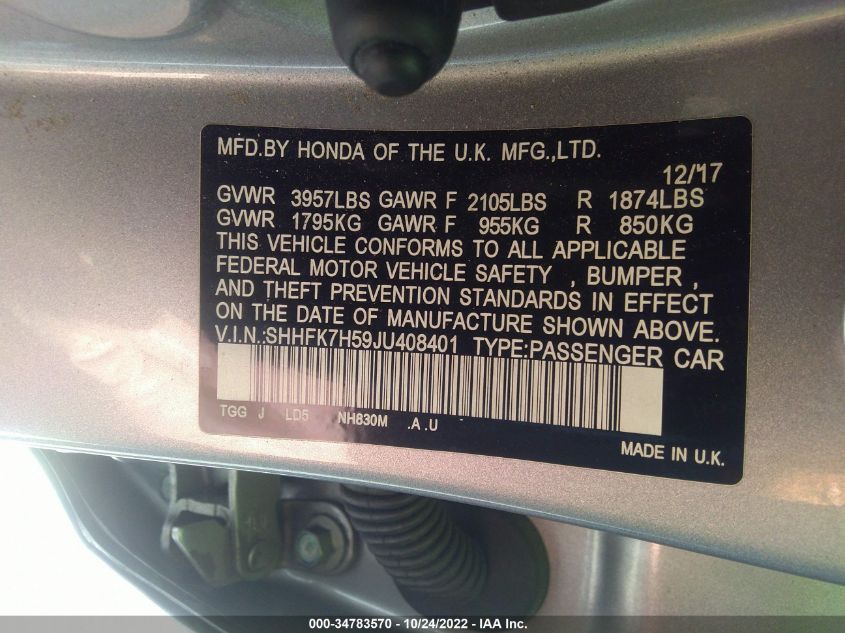 MFD.BY HONDA OF THE U.K. MFG.,LTD.
12/17
GVWR 3957LBS GAWR F 2105LBS R 1874LBS
GVWR 1795KG GAWR F 955KG R 850KG
THIS VEHICLE CONFORMS TO ALL APPLICABLE
FEDERAL MOTOR VEHICLE SAFETY , BUMPER ,
AND THEFT PREVENTION STANDARDS IN EFFECT
ON THE DATE OF MANUFACTURE SHOWN ABOVE.
V.I.N.:SHHFK7H59JU408401 TYPE:PASSENGER CAR
TGG J LD5 NH830M .A .U
MADE IN U.K.
000-34783570 - 10/24/2022 - IAA Inc.